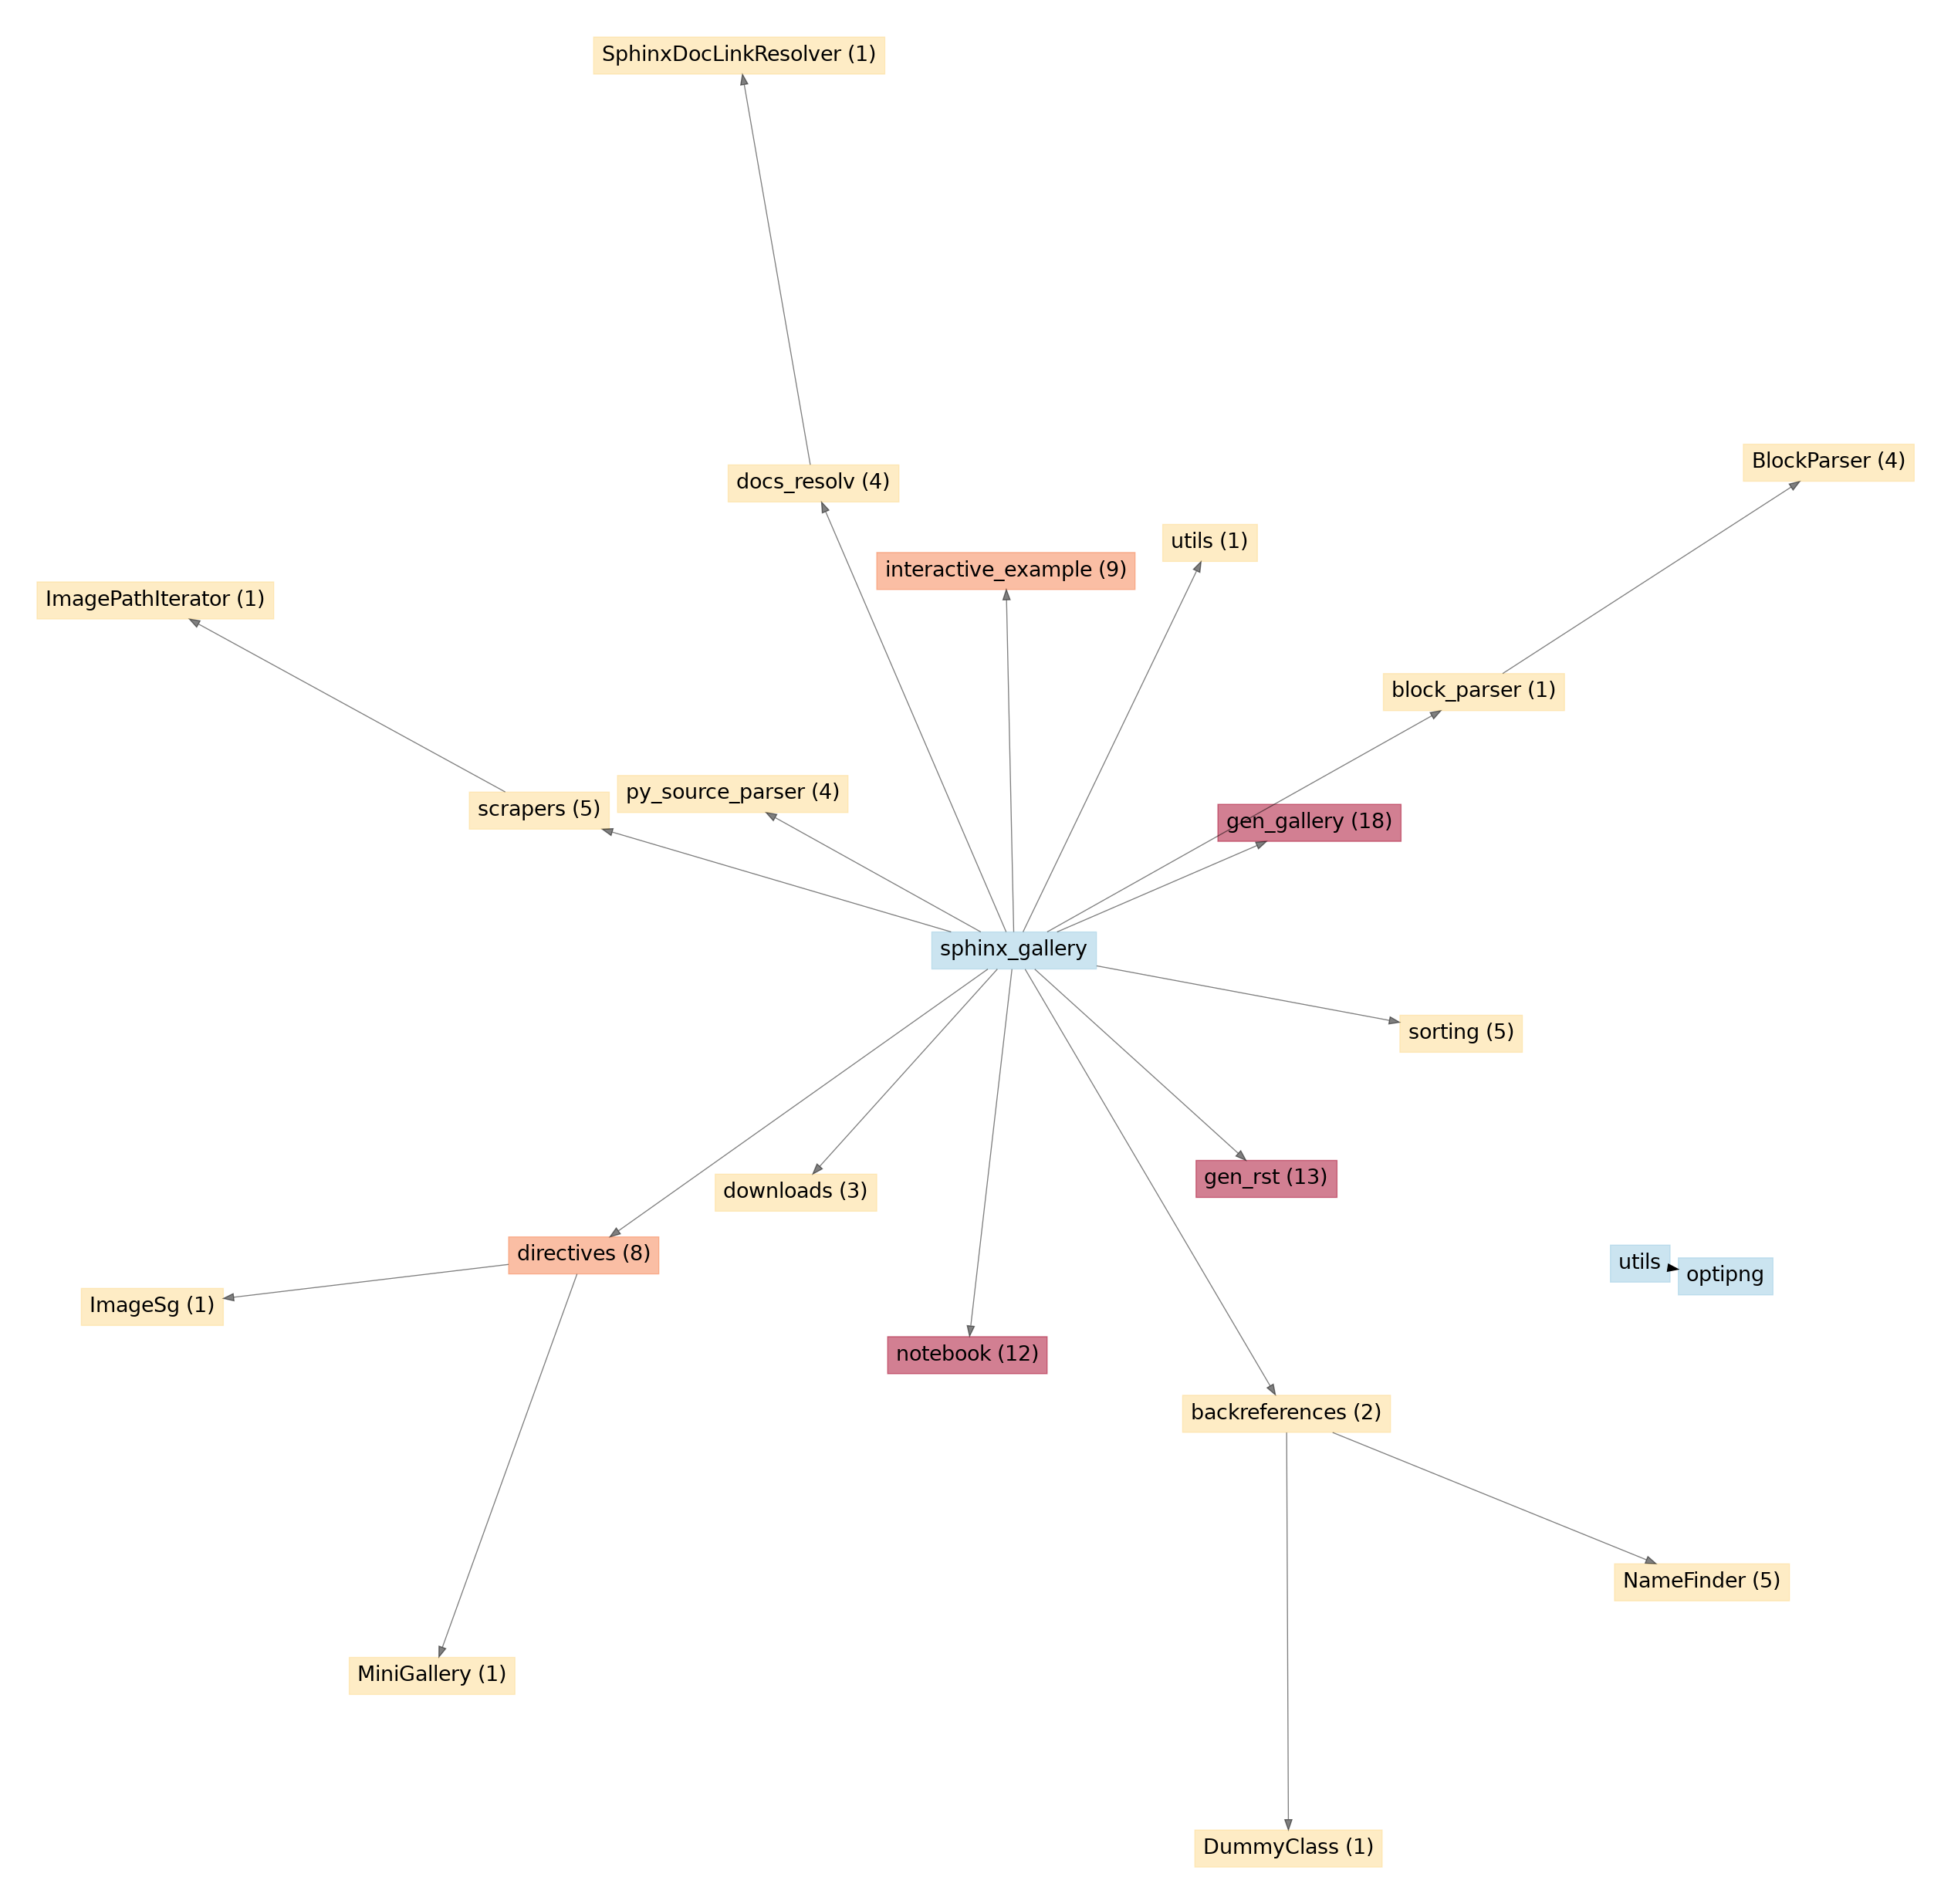 SphinxDocLinkResolver (1)
BlockParser (4)
docs_resolv (4)
utils (1)
interactive_example (9)
ImagePathIterator (1)
block_parser (1)
py_source_parser (4)
scrapers (5)
gen_gallery (18)
sphinx_gallery
sorting (5)
gen_rst (13)
downloads (3)
directives (8)
utils
optipng
ImageSg (1)
notebook (12)
backreferences (2)
NameFinder (5)
MiniGallery (1)
DummyClass (1)